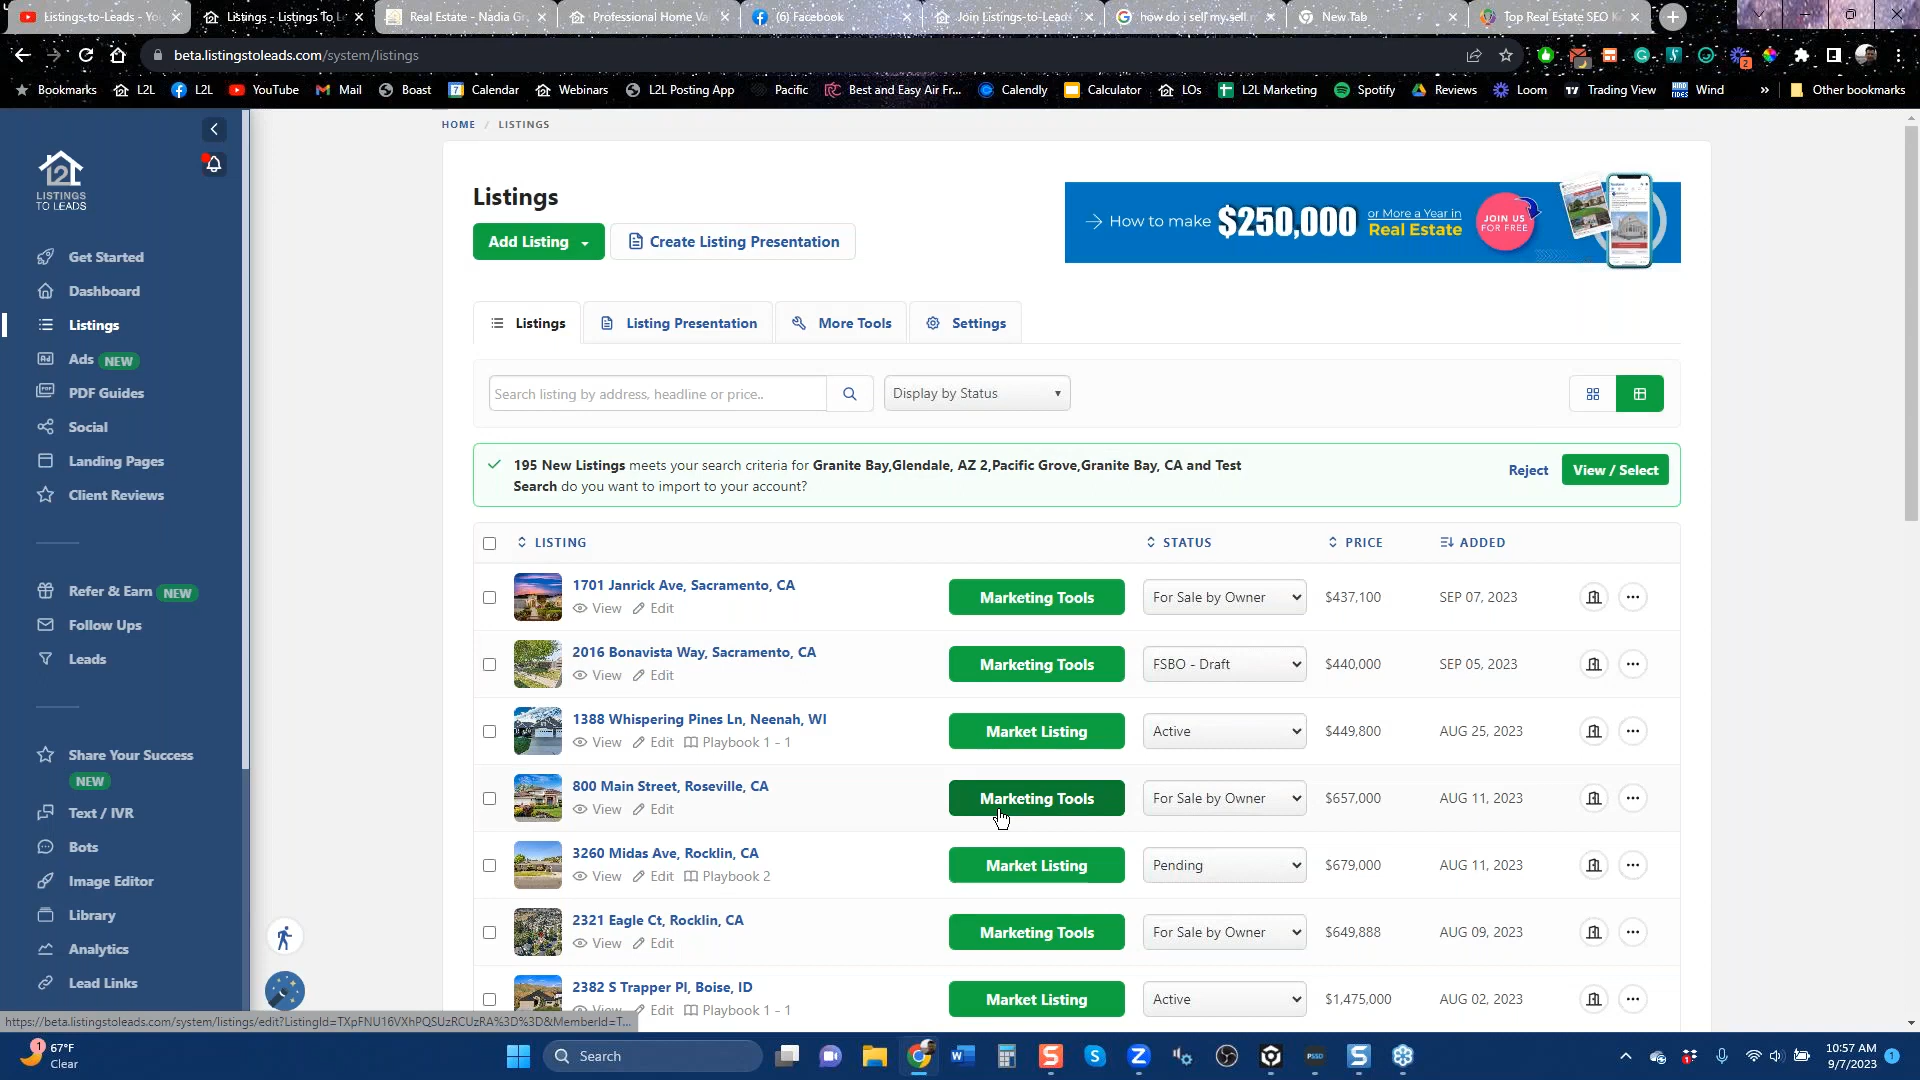 Listings-to-Leads - Yo
Listings - Listings To L
Real Estate - Nadia Gr
Professional Home Va
(6) Facebook
Join Listings-to-Lead
how do i self my sell
New Tab
Top Real Estate SEO K
beta.listingstoleads.com/system/listings
Bookmarks
L2L
L2L
YouTube
Mail
Boast
Calendar
Webinars
L2L Posting App
Pacific
Best and Easy Air Fr...
Calendly
Calculator
LOs
L2L Marketing
Spotify
Reviews
Loom
Trading View
Wind
Other bookmarks
LISTINGS
TO LEADS
Get Started
Dashboard
Listings
Ads NEW
PDF Guides
Social
Landing Pages
Client Reviews
Refer & Earn NEW
Follow Ups
Leads
Share Your Success
NEW
Text / IVR
Bots
Image Editor
Library
Analytics
Lead Links
HOME / LISTINGS
Listings
Add Listing
Create Listing Presentation
How to make $250,000 or More a Year in Real Estate
JOIN US
FOR FREE
Listings
Listing Presentation
More Tools
Settings
Search listing by address, headline or price..
Display by Status
195 New Listings meets your search criteria for Granite Bay,Glendale, AZ 2,Pacific Grove,Granite Bay, CA and Test
Search do you want to import to your account?
Reject
View / Select
LISTING STATUS PRICE ADDED
1701 Janrick Ave, Sacramento, CA
View Edit
Marketing Tools For Sale by Owner $437,100 SEP 07, 2023
2016 Bonavista Way, Sacramento, CA
View Edit
Marketing Tools FSBO - Draft $440,000 SEP 05, 2023
1388 Whispering Pines Ln, Neenah, WI
View Edit Playbook 1 - 1
Market Listing Active $449,800 AUG 25, 2023
800 Main Street, Roseville, CA
View Edit
Marketing Tools For Sale by Owner $657,000 AUG 11, 2023
3260 Midas Ave, Rocklin, CA
View Edit Playbook 2
Market Listing Pending $679,000 AUG 11, 2023
2321 Eagle Ct, Rocklin, CA
View Edit
Marketing Tools For Sale by Owner $649,888 AUG 09, 2023
2382 S Trapper Pl, Boise, ID
View Edit Playbook 1 - 1
Market Listing Active $1,475,000 AUG 02, 2023
https://beta.listingstoleads.com/system/listings/edit?ListingId=TXpFNU16VXhPQSUzRCUzRA%3D%3D&MemberId=T...
67°F
Clear
Search
10:57 AM
9/7/2023